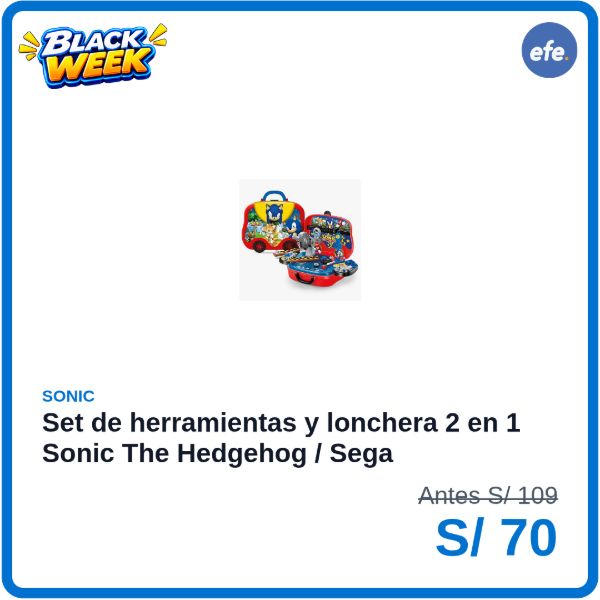 BLACK
WEEK
efe.
SONIC
Set de herramientas y lonchera 2 en 1
Sonic The Hedgehog / Sega
Antes S/ 109
S/ 70